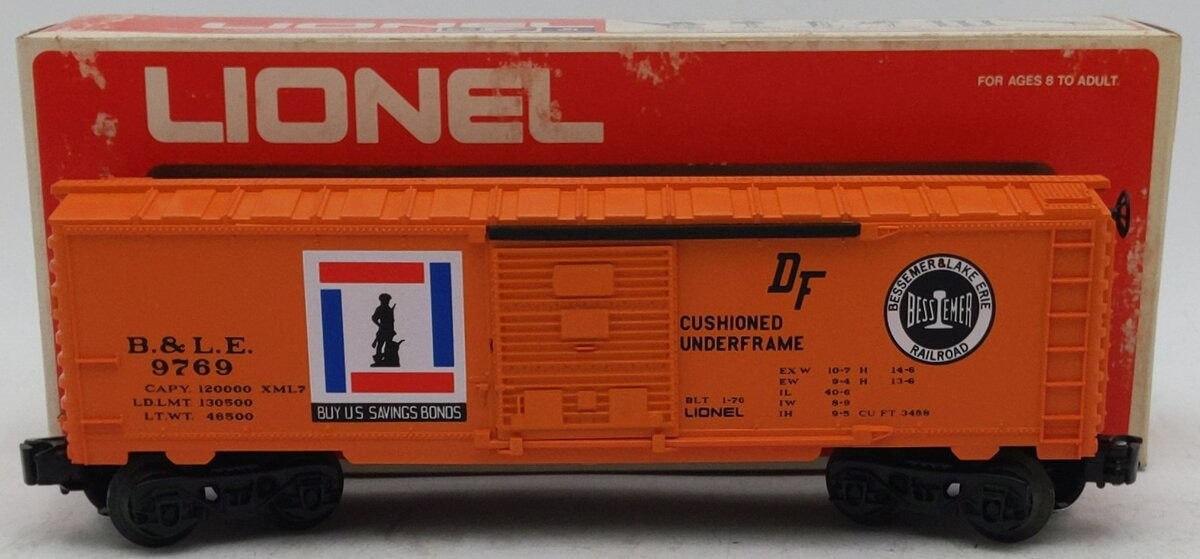 LIONEL
FOR AGES 8 TO ADULT.
B. & L. E.
9769
CAPY. 120000 XML7
LD.LMT. 130500
LT.WT. 46500
BUY U.S. SAVINGS BONDS
DF
CUSHIONED
UNDERFRAME
EX W 10-7 H 14-6
EW 9-4 H 13-6
IL 40-6
BLT 1-76 IW 8-9
LIONEL IH 9-5 CU FT 3488
BESSEMER & LAKE ERIE
BESSEMER
RAILROAD